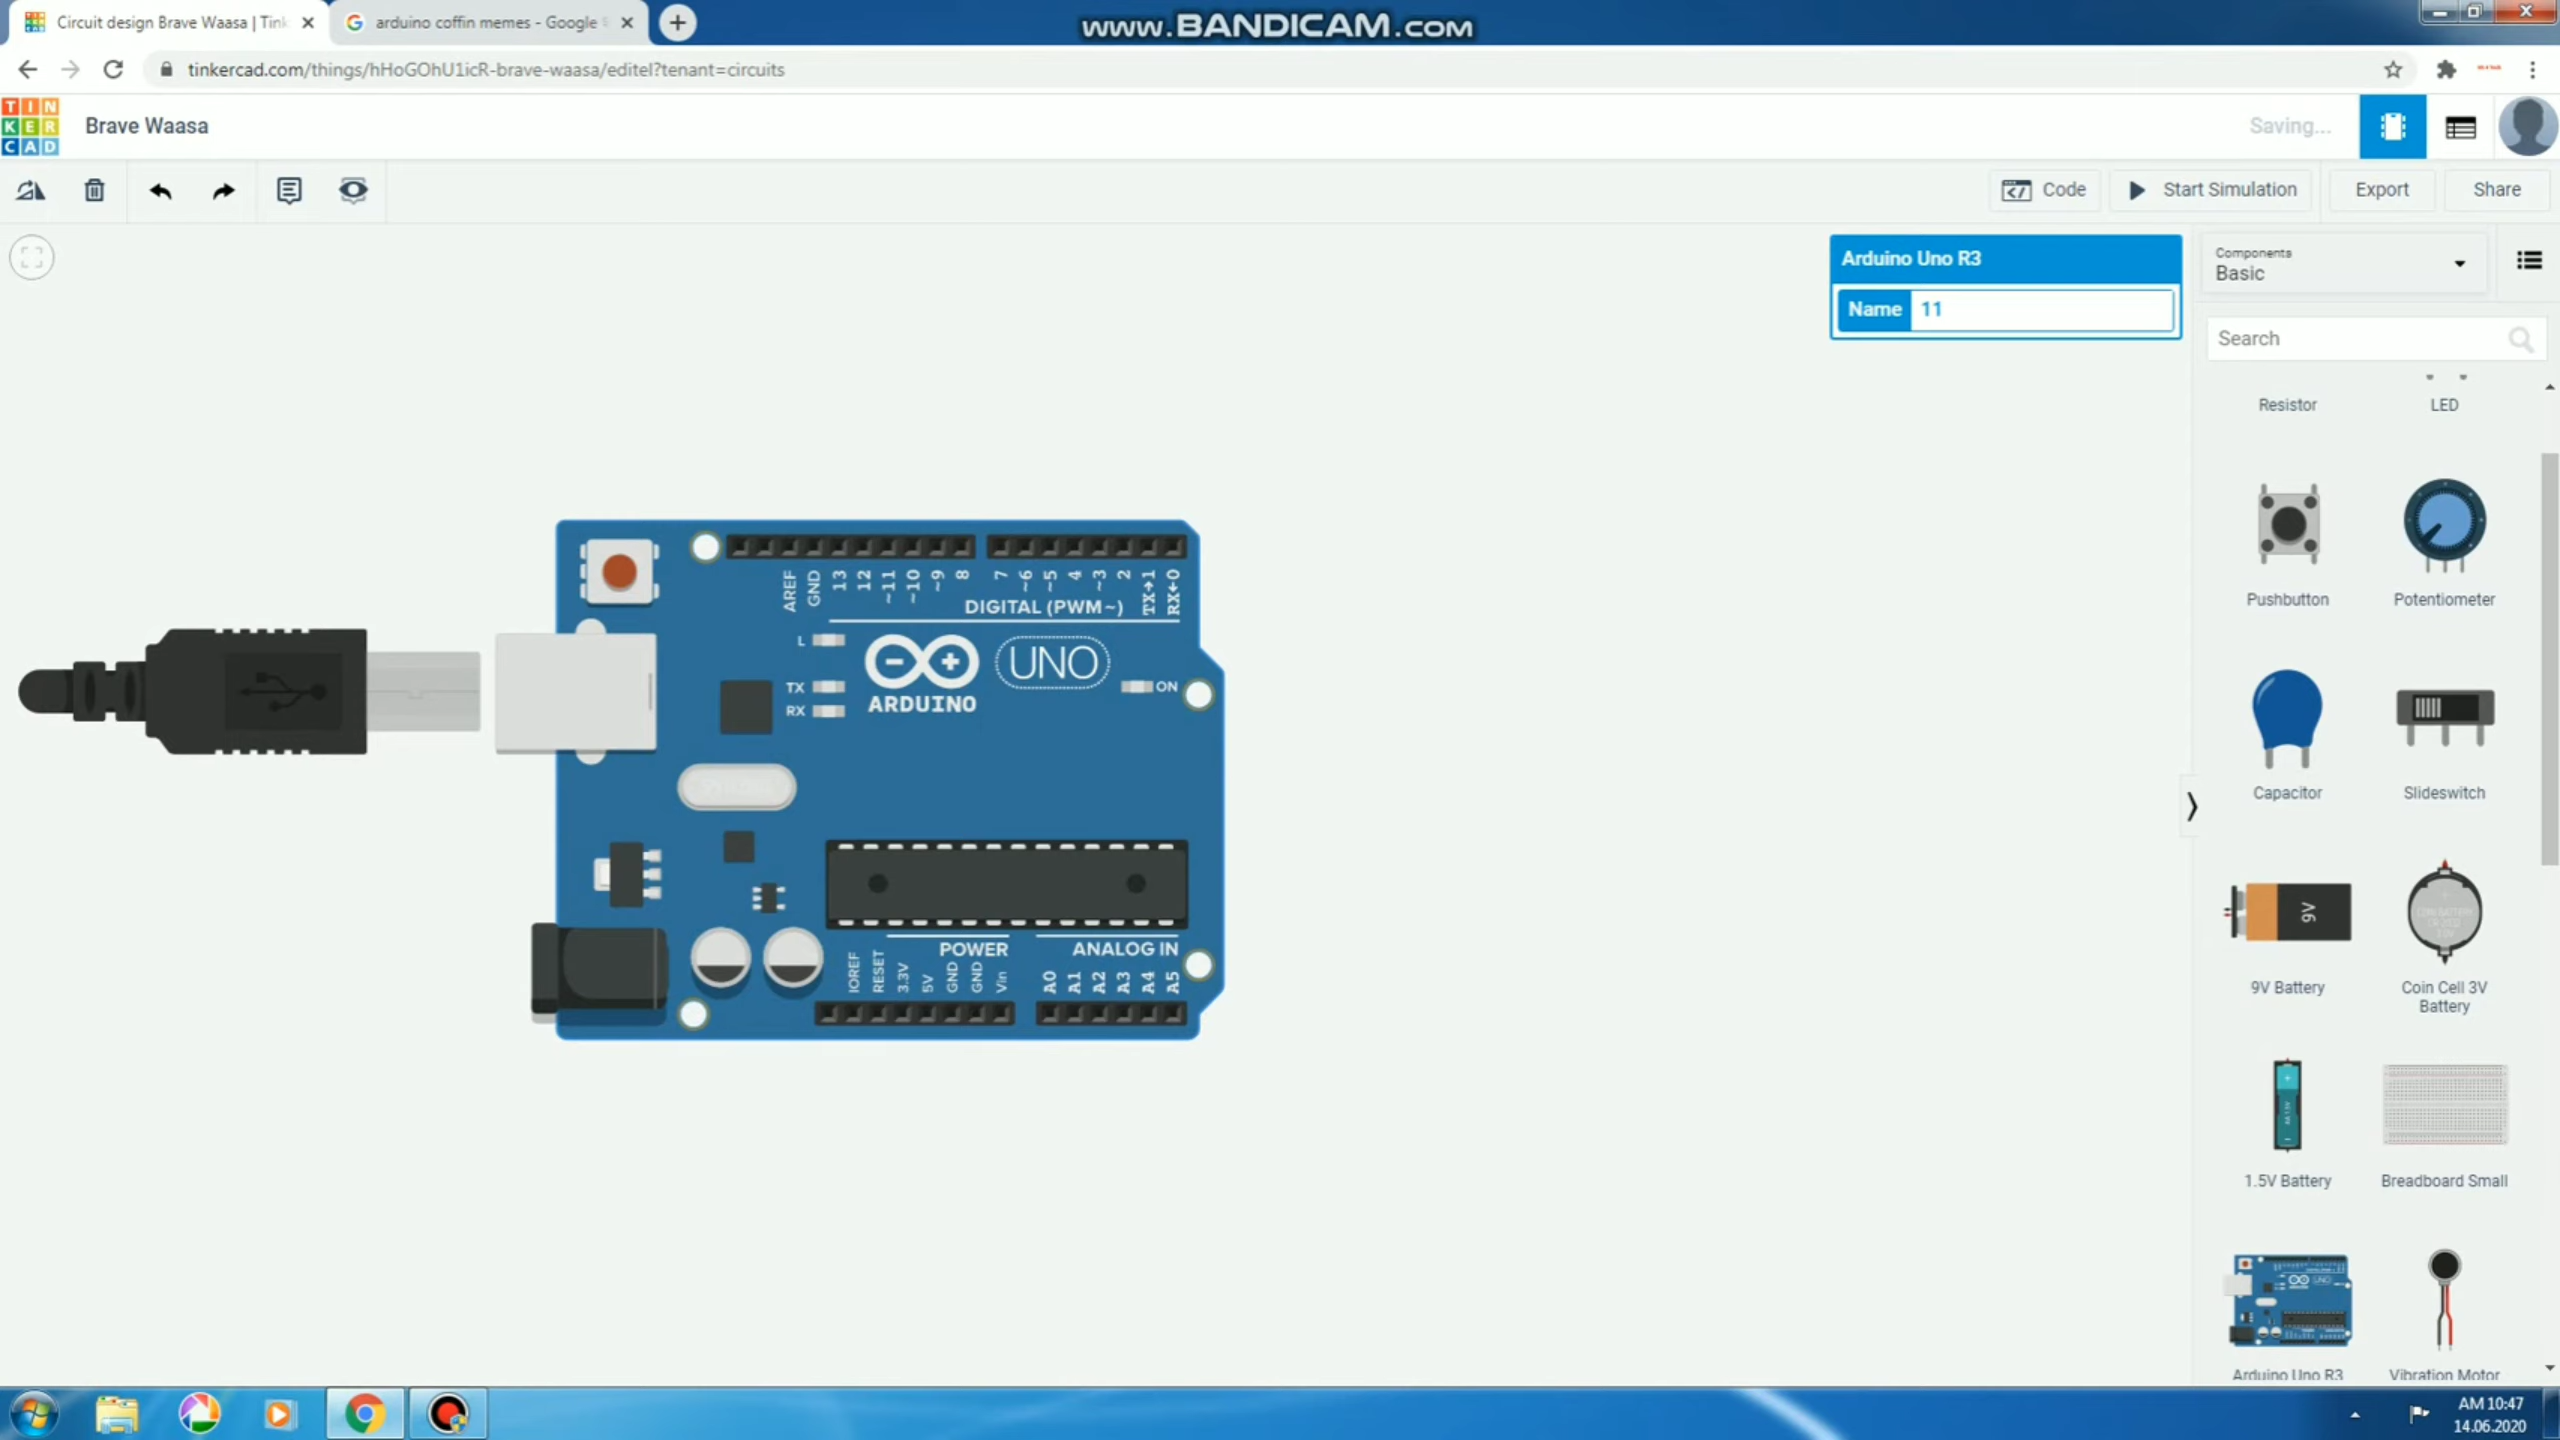 Circuit design Brave Waasa | Tink
arduino coffin memes - Google S
www.BANDICAM.com
tinkercad.com/things/hHoGOhU1icR-brave-waasa/editel?tenant=circuits
TIN
KER
CAD
Brave Waasa
Saving...
Code
Start Simulation
Export
Share
Arduino Uno R3
Name 11
Components
Basic
Search
Resistor
LED
Pushbutton
Potentiometer
Capacitor
Slideswitch
9V
9V Battery
Coin Cell 3V
Battery
1.5V Battery
Breadboard Small
Arduino Uno R3
Vibration Motor
AREF
GND
13
12
~11
~10
~9
8
7
~6
~5
4
~3
2
TX→1
RX←0
DIGITAL (PWM~)
L
TX
RX
ARDUINO
UNO
ON
POWER
ANALOG IN
IOREF
RESET
3.3V
5V
GND
GND
Vin
A0
A1
A2
A3
A4
A5
AM 10:47
14.06.2020